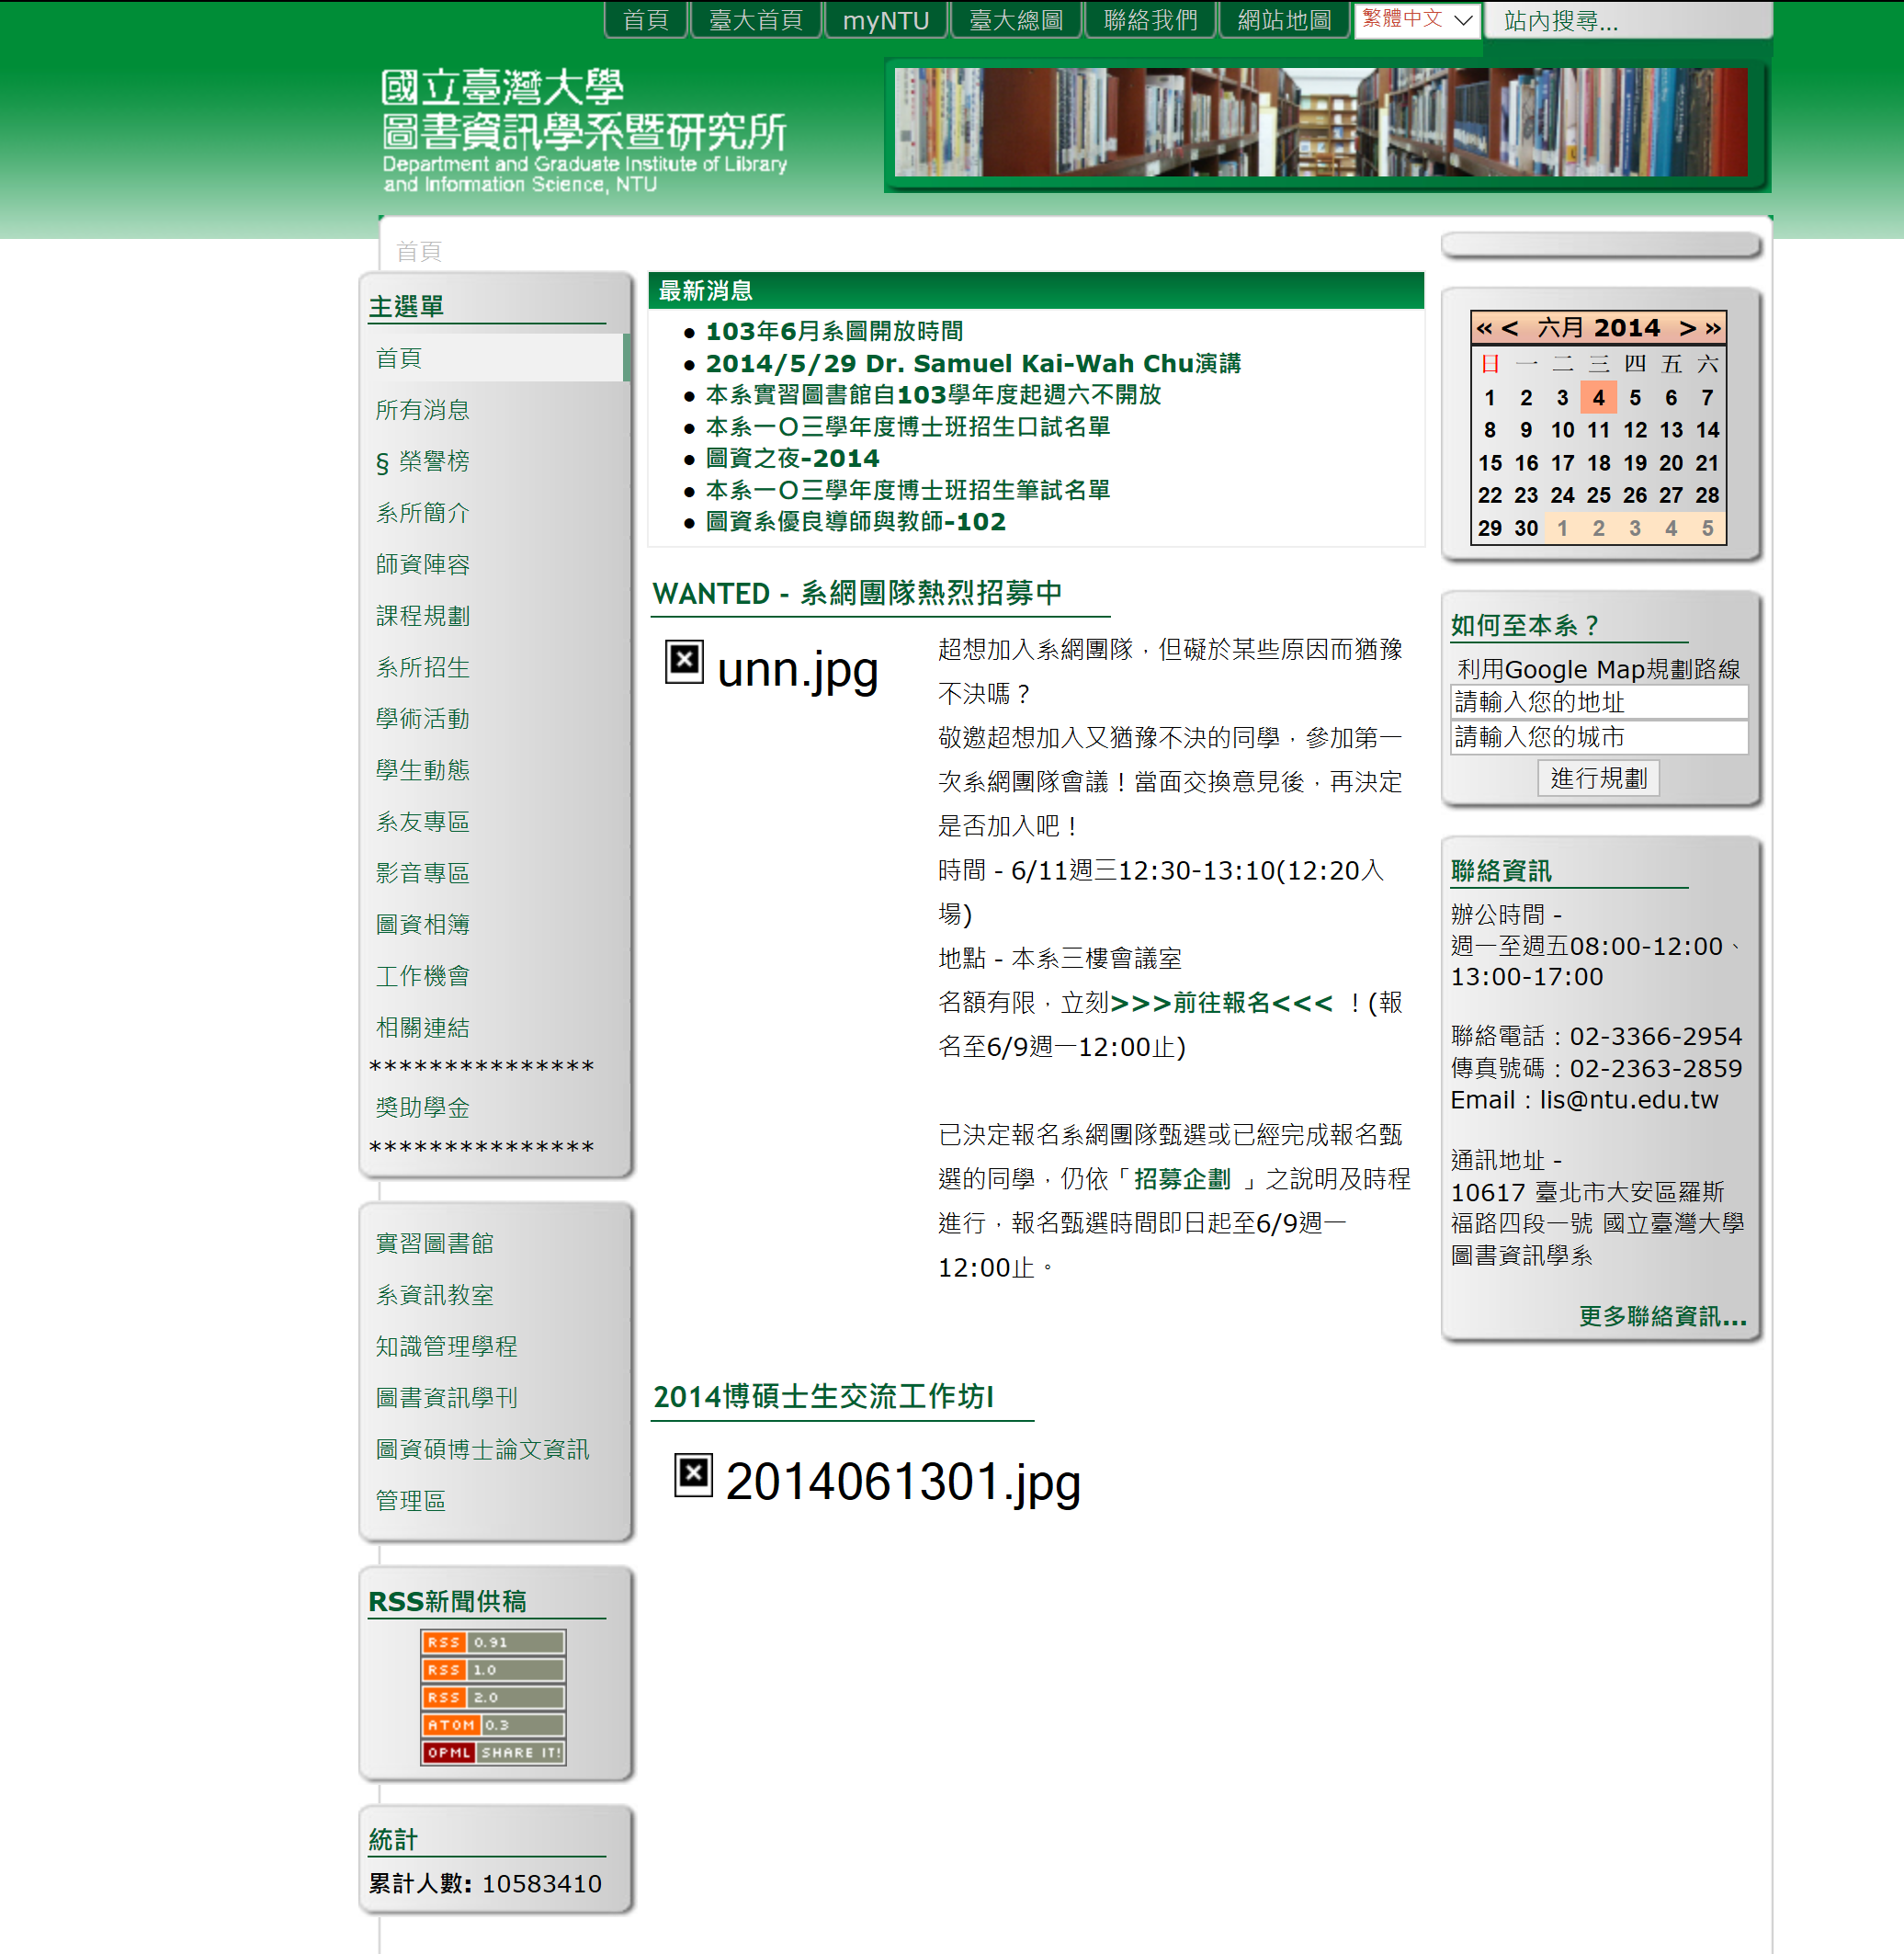 首頁
臺大首頁
myNTU
臺大總圖
聯絡我們
網站地圖
繁體中文
站內搜尋...
國立臺灣大學
圖書資訊學系暨研究所
Department and Graduate Institute of Library
and Information Science, NTU
首頁
主選單
首頁
所有消息
§ 榮譽榜
系所簡介
師資陣容
課程規劃
系所招生
學術活動
學生動態
系友專區
影音專區
圖資相簿
工作機會
相關連結
***************
獎助學金
***************
實習圖書館
系資訊教室
知識管理學程
圖書資訊學刊
圖資碩博士論文資訊
管理區
RSS新聞供稿
RSS 0.91
RSS 1.0
RSS 2.0
ATOM 0.3
OPML SHARE IT!
統計
累計人數: 10583410
最新消息
103年6月系圖開放時間
2014/5/29 Dr. Samuel Kai-Wah Chu演講
本系實習圖書館自103學年度起週六不開放
本系一○三學年度博士班招生口試名單
圖資之夜-2014
本系一○三學年度博士班招生筆試名單
圖資系優良導師與教師-102
WANTED - 系網團隊熱烈招募中
unn.jpg
超想加入系網團隊，但礙於某些原因而猶豫
不決嗎？
敬邀超想加入又猶豫不決的同學，參加第一
次系網團隊會議！當面交換意見後，再決定
是否加入吧！
時間 - 6/11週三12:30-13:10(12:20入
場)
地點 - 本系三樓會議室
名額有限，立刻>>>前往報名<<< ！(報
名至6/9週一12:00止)
已決定報名系網團隊甄選或已經完成報名甄
選的同學，仍依「招募企劃 」之說明及時程
進行，報名甄選時間即日起至6/9週一
12:00止。
2014博碩士生交流工作坊I
2014061301.jpg
« < 六月 2014 > »
日 一 二 三 四 五 六
1 2 3 4 5 6 7
8 9 10 11 12 13 14
15 16 17 18 19 20 21
22 23 24 25 26 27 28
29 30 1 2 3 4 5
如何至本系？
利用Google Map規劃路線
請輸入您的地址
請輸入您的城市
進行規劃
聯絡資訊
辦公時間 -
週一至週五08:00-12:00、
13:00-17:00
聯絡電話：02-3366-2954
傳真號碼：02-2363-2859
Email：lis@ntu.edu.tw
通訊地址 -
10617 臺北市大安區羅斯
福路四段一號 國立臺灣大學
圖書資訊學系
更多聯絡資訊...